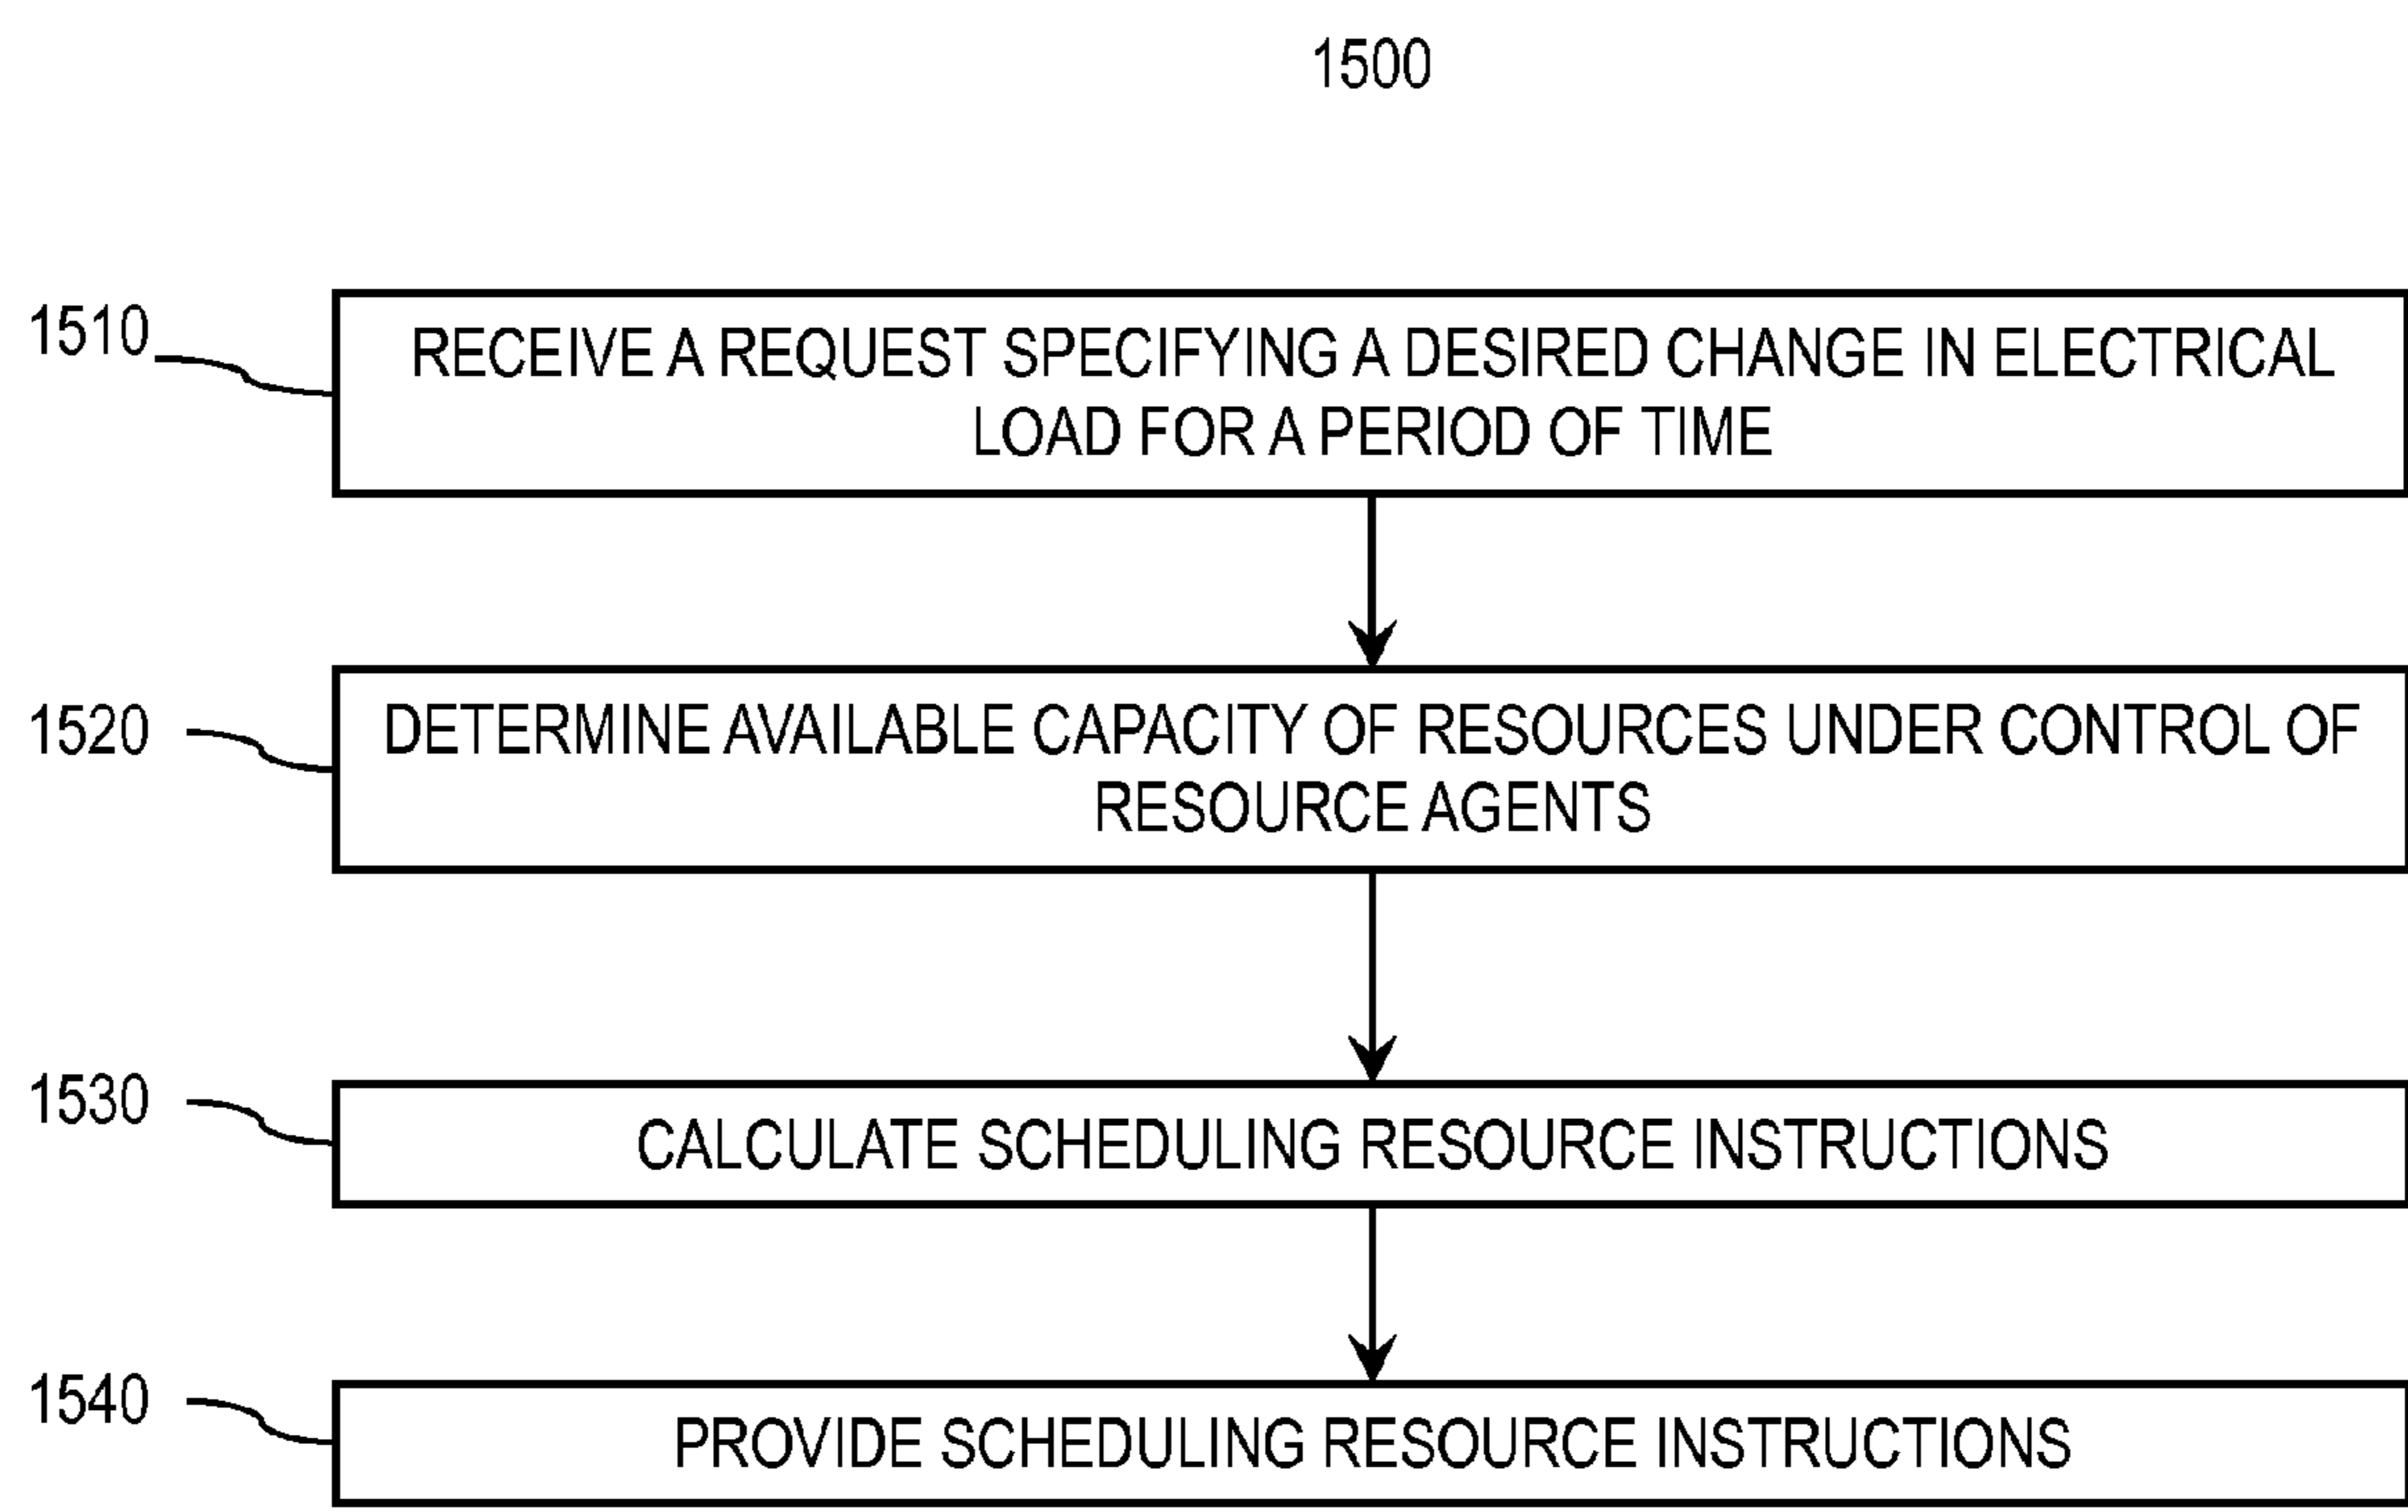 1500
1510
RECEIVE A REQUEST SPECIFYING A DESIRED CHANGE IN ELECTRICAL
LOAD FOR A PERIOD OF TIME
1520
DETERMINE AVAILABLE CAPACITY OF RESOURCES UNDER CONTROL OF
RESOURCE AGENTS
1530
CALCULATE SCHEDULING RESOURCE INSTRUCTIONS
1540
PROVIDE SCHEDULING RESOURCE INSTRUCTIONS